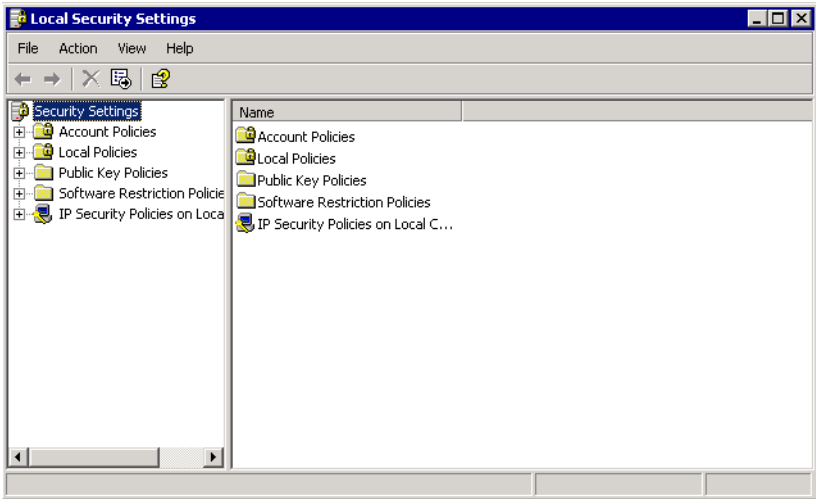 Local Security Settings
File Action View Help
Security Settings
Account Policies
Local Policies
Public Key Policies
Software Restriction Policie
IP Security Policies on Loca
Name
Account Policies
Local Policies
Public Key Policies
Software Restriction Policies
IP Security Policies on Local C...